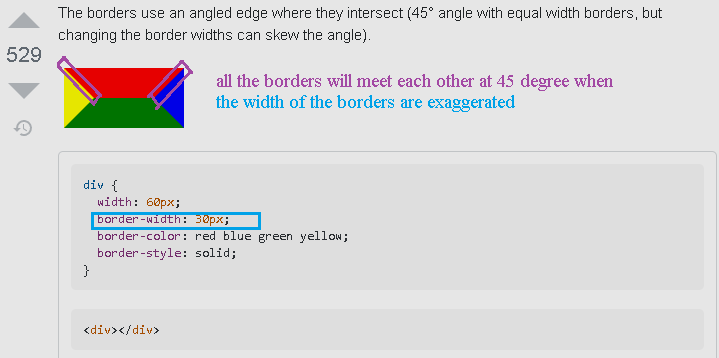 The borders use an angled edge where they intersect (45° angle with equal width borders, but
changing the border widths can skew the angle).
529
all the borders will meet each other at 45 degree when
the width of the borders are exaggerated
div {
  width: 60px;
  border-width: 30px;
  border-color: red blue green yellow;
  border-style: solid;
}
<div></div>